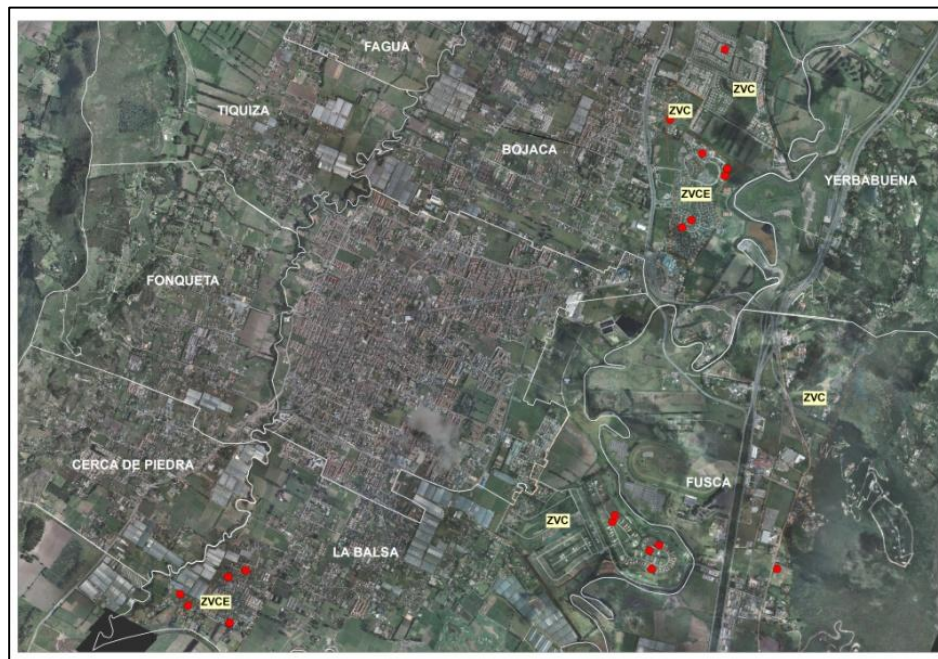 FAGUA
ZVC
TIQUIZA
ZVC
BOJACA
YERBABUENA
ZVCE
FONQUETA
ZVC
CERCA DE PIEDRA
FUSCA
ZVC
LA BALSA
ZVCE